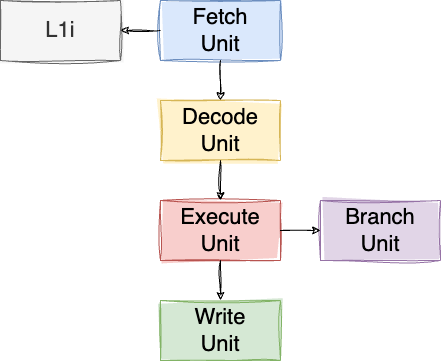 L1i
Fetch
Unit
Decode
Unit
Execute
Unit
Branch
Unit
Write
Unit